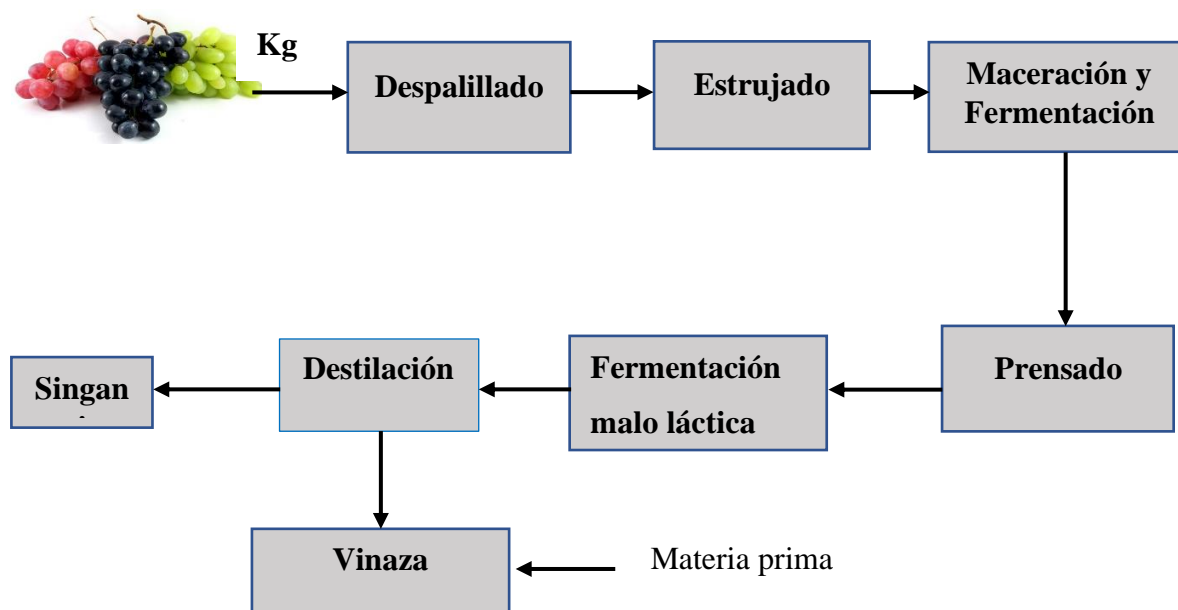 Kg
Despalillado
Estrujado
Maceración y
Fermentación
Prensado
Fermentación
malo láctica
Destilación
Singan
Vinaza
Materia prima